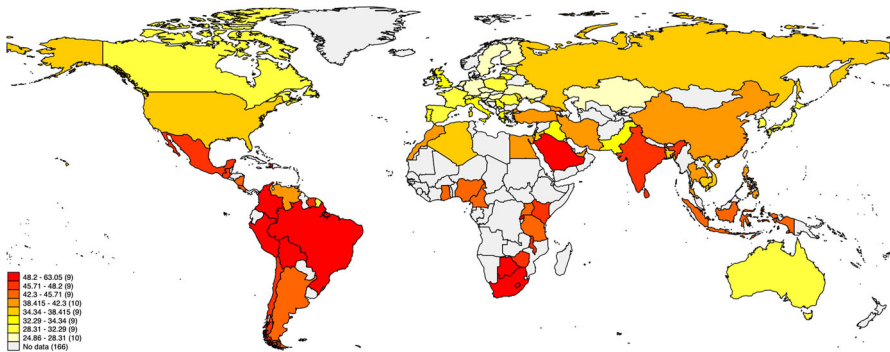 48.2 - 63.05 (9)
45.71 - 48.2 (9)
42.3 - 45.71 (9)
38.415 - 42.3 (10)
34.34 - 38.415 (9)
32.29 - 34.34 (9)
28.31 - 32.29 (9)
24.86 - 28.31 (10)
No data (166)